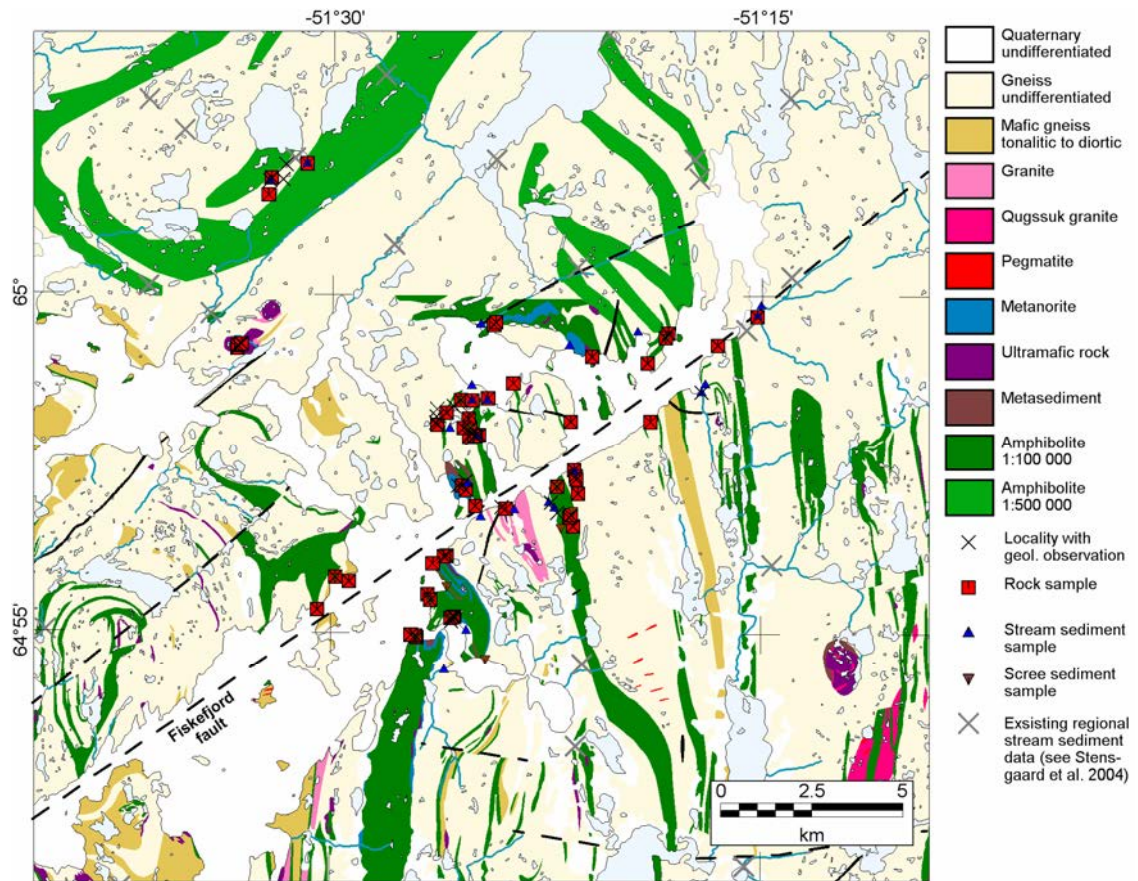 -51°30'
-51°15'
65°
64°55
Fiskefjord
fault
0
2.5
5
km
Quaternary
undifferentiated
Gneiss
undifferentiated
Mafic gneiss
tonalitic to diortic
Granite
Qugssuk granite
Pegmatite
Metanorite
Ultramafic rock
Metasediment
Amphibolite
1:100 000
Amphibolite
1:500 000
Locality with
geol. observation
Rock sample
Stream sediment
sample
Scree sediment
sample
Exsisting regional
stream sediment
data (see Stens-
gaard et al. 2004)